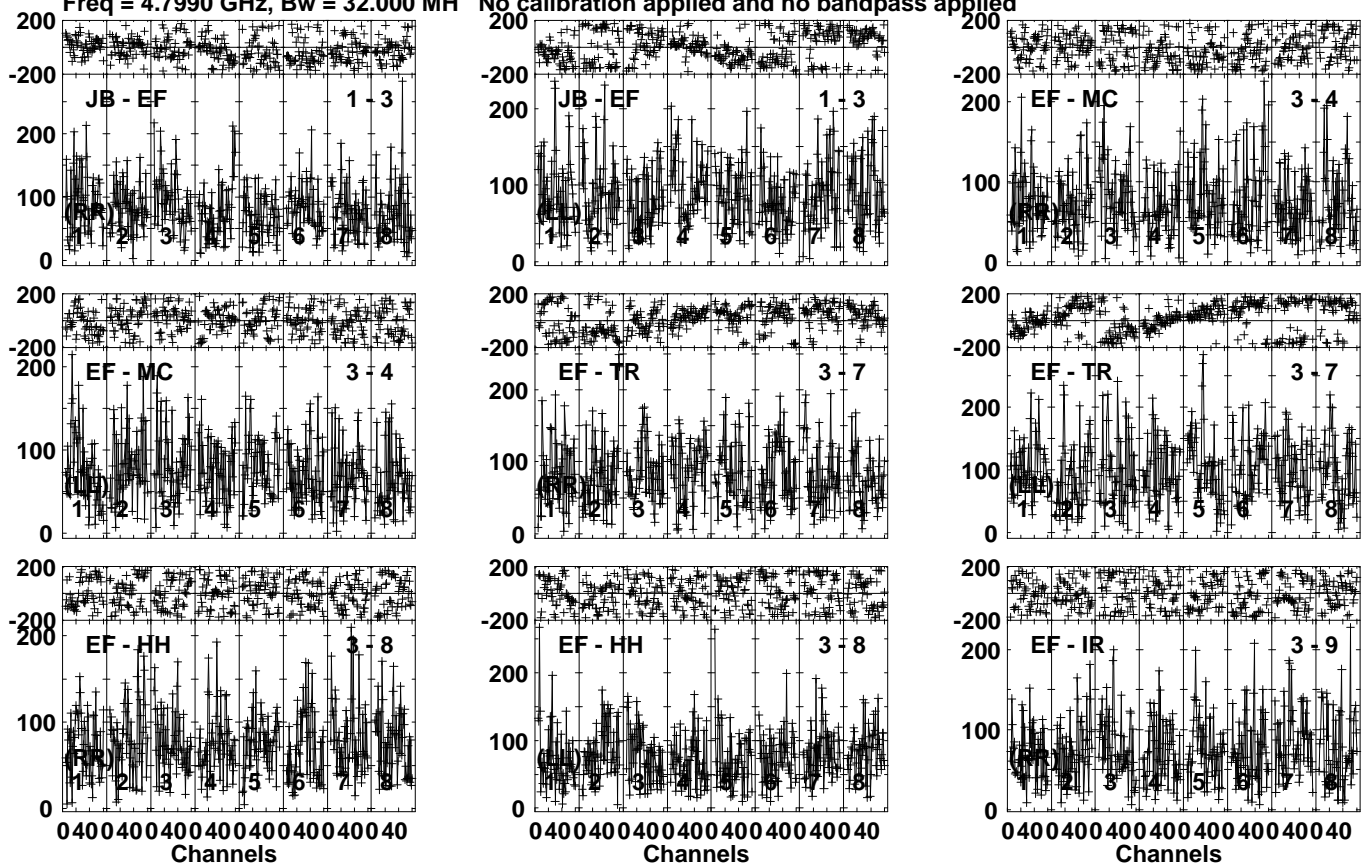 Freq = 4.7990 GHz, Bw = 32.000 MH No calibration applied and no bandpass applied
200
-200
JB - EF 1 - 3
200
100
(RR)
1 2 3 4 5 6 7 8
0
200
-200
JB - EF 1 - 3
200
100
(LL)
1 2 3 4 5 6 7 8
0
200
-200
EF - MC 3 - 4
200
100
(RR)
1 2 3 4 5 6 7 8
0
200
-200
EF - MC 3 - 4
200
100
(LL)
1 2 3 4 5 6 7 8
0
200
-200
EF - TR 3 - 7
200
100
(RR)
1 2 3 4 5 6 7 8
0
200
-200
EF - TR 3 - 7
200
100
(LL)
1 2 3 4 5 6 7 8
0
200
-200
EF - HH 3 - 8
200
100
(RR)
1 2 3 4 5 6 7 8
0
200
-200
EF - HH 3 - 8
200
100
(LL)
1 2 3 4 5 6 7 8
0
200
-200
EF - IR 3 - 9
200
100
(RR)
1 2 3 4 5 6 7 8
0
0 40 0 40 0 40 0 40 0 40 0 40 0 40 0 40
Channels
0 40 0 40 0 40 0 40 0 40 0 40 0 40 0 40
Channels
0 40 0 40 0 40 0 40 0 40 0 40 0 40 0 40
Channels